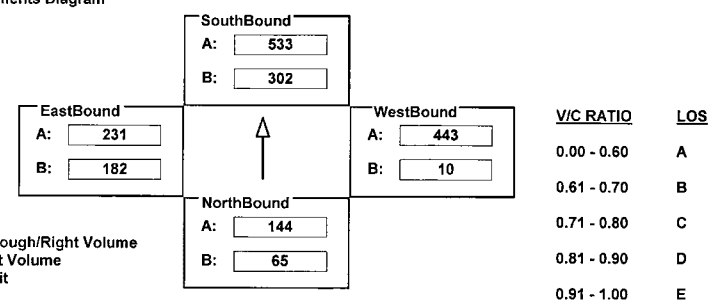 Diagram
SouthBound
A: 533
B: 302
EastBound
A: 231
B: 182
WestBound
A: 443
B: 10
NorthBound
A: 144
B: 65
V/C RATIO LOS
0.00 - 0.60 A
0.61 - 0.70 B
0.71 - 0.80 C
0.81 - 0.90 D
0.91 - 1.00 E
ough/Right Volume
t Volume
it